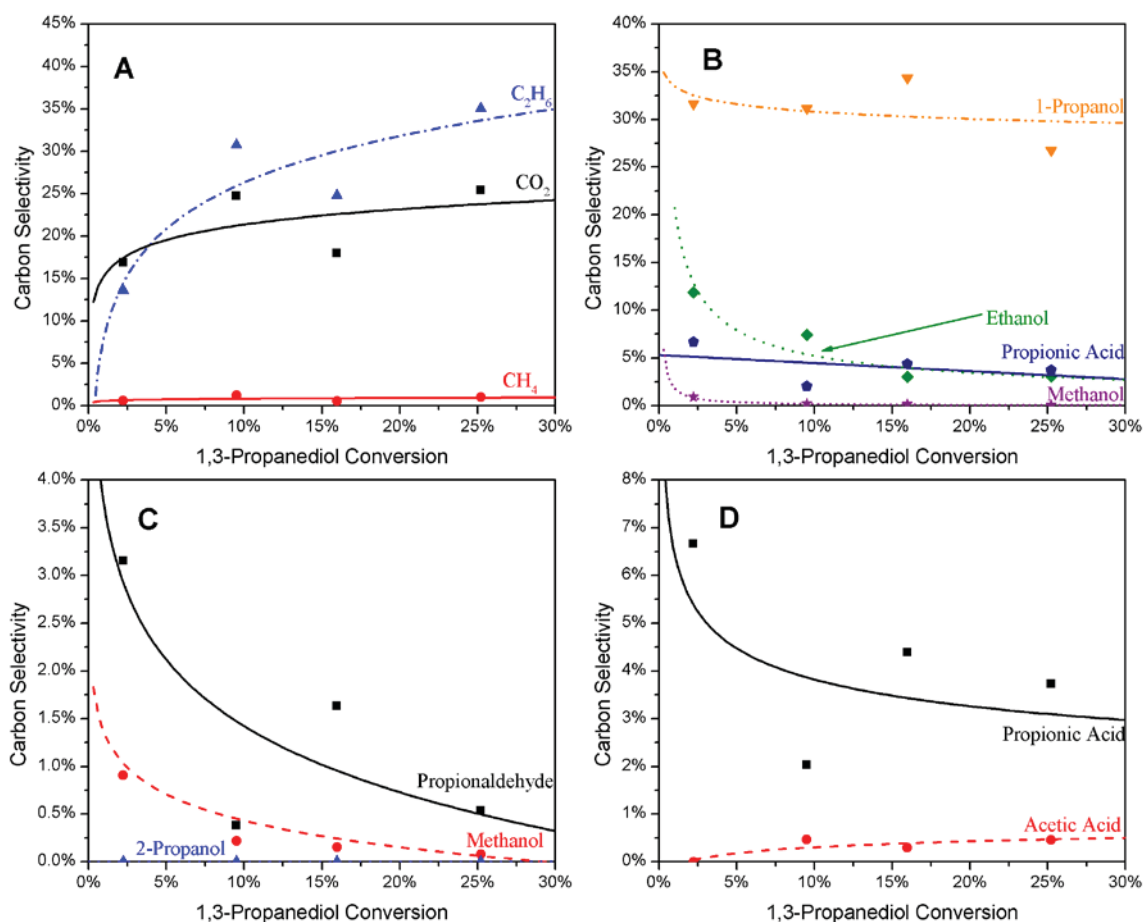 A
45%
40%
35%
30%
25%
20%
15%
10%
5%
0%
Carbon Selectivity
C₂H₆
CO₂
CH₄
0% 5% 10% 15% 20% 25% 30%
1,3-Propanediol Conversion
B
40%
35%
30%
25%
20%
15%
10%
5%
0%
Carbon Selectivity
1-Propanol
Ethanol
Propionic Acid
Methanol
0% 5% 10% 15% 20% 25% 30%
1,3-Propanediol Conversion
C
4.0%
3.5%
3.0%
2.5%
2.0%
1.5%
1.0%
0.5%
0.0%
Carbon Selectivity
Propionaldehyde
2-Propanol
Methanol
0% 5% 10% 15% 20% 25% 30%
1,3-Propanediol Conversion
D
8%
7%
6%
5%
4%
3%
2%
1%
0%
Carbon Selectivity
Propionic Acid
Acetic Acid
0% 5% 10% 15% 20% 25% 30%
1,3-Propanediol Conversion